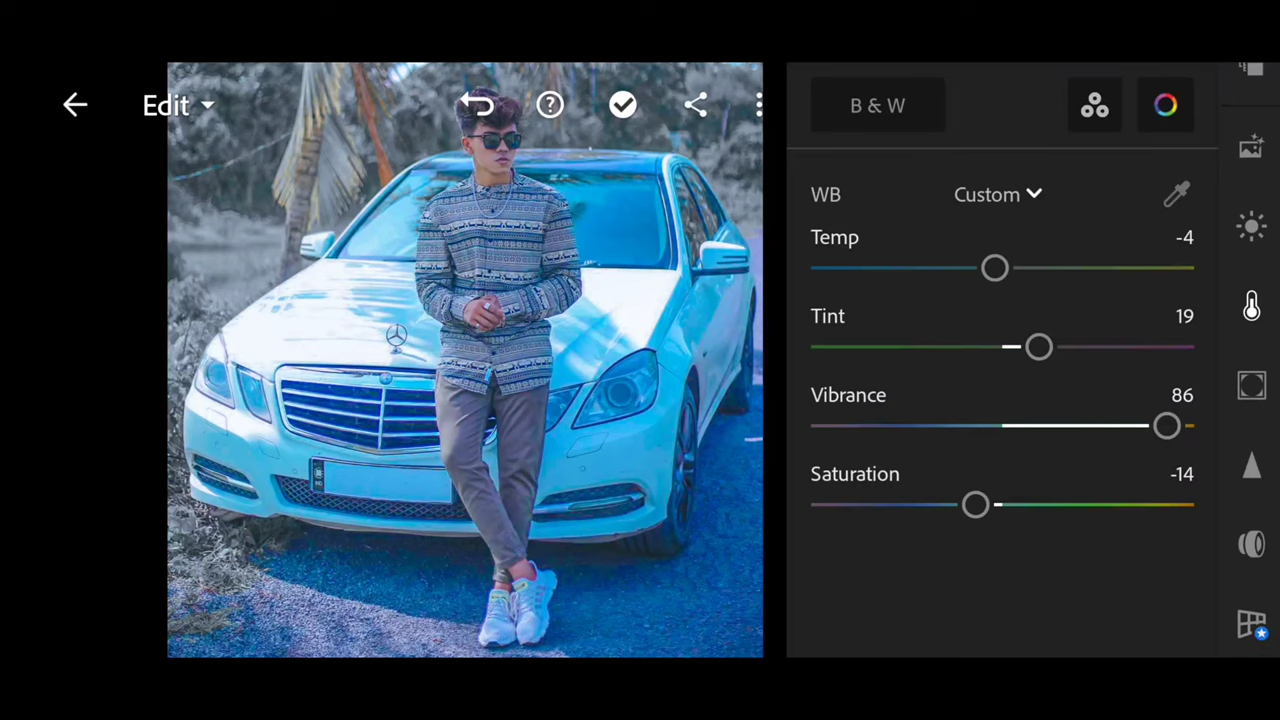 Edit
B & W
WB
Custom
Temp
-4
Tint
19
Vibrance
86
Saturation
-14